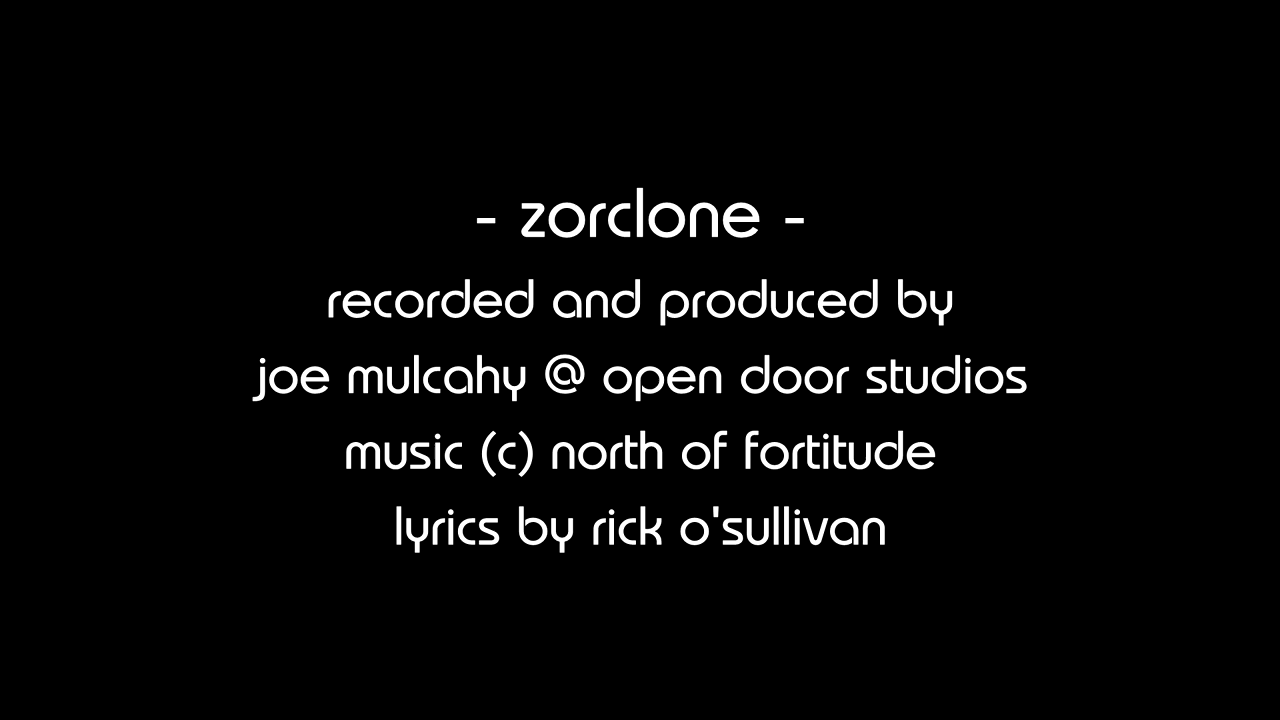 - zorclone -
recorded and produced by
joe mulcahy @ open door studios
music (c) north of fortitude
lyrics by rick o'sullivan